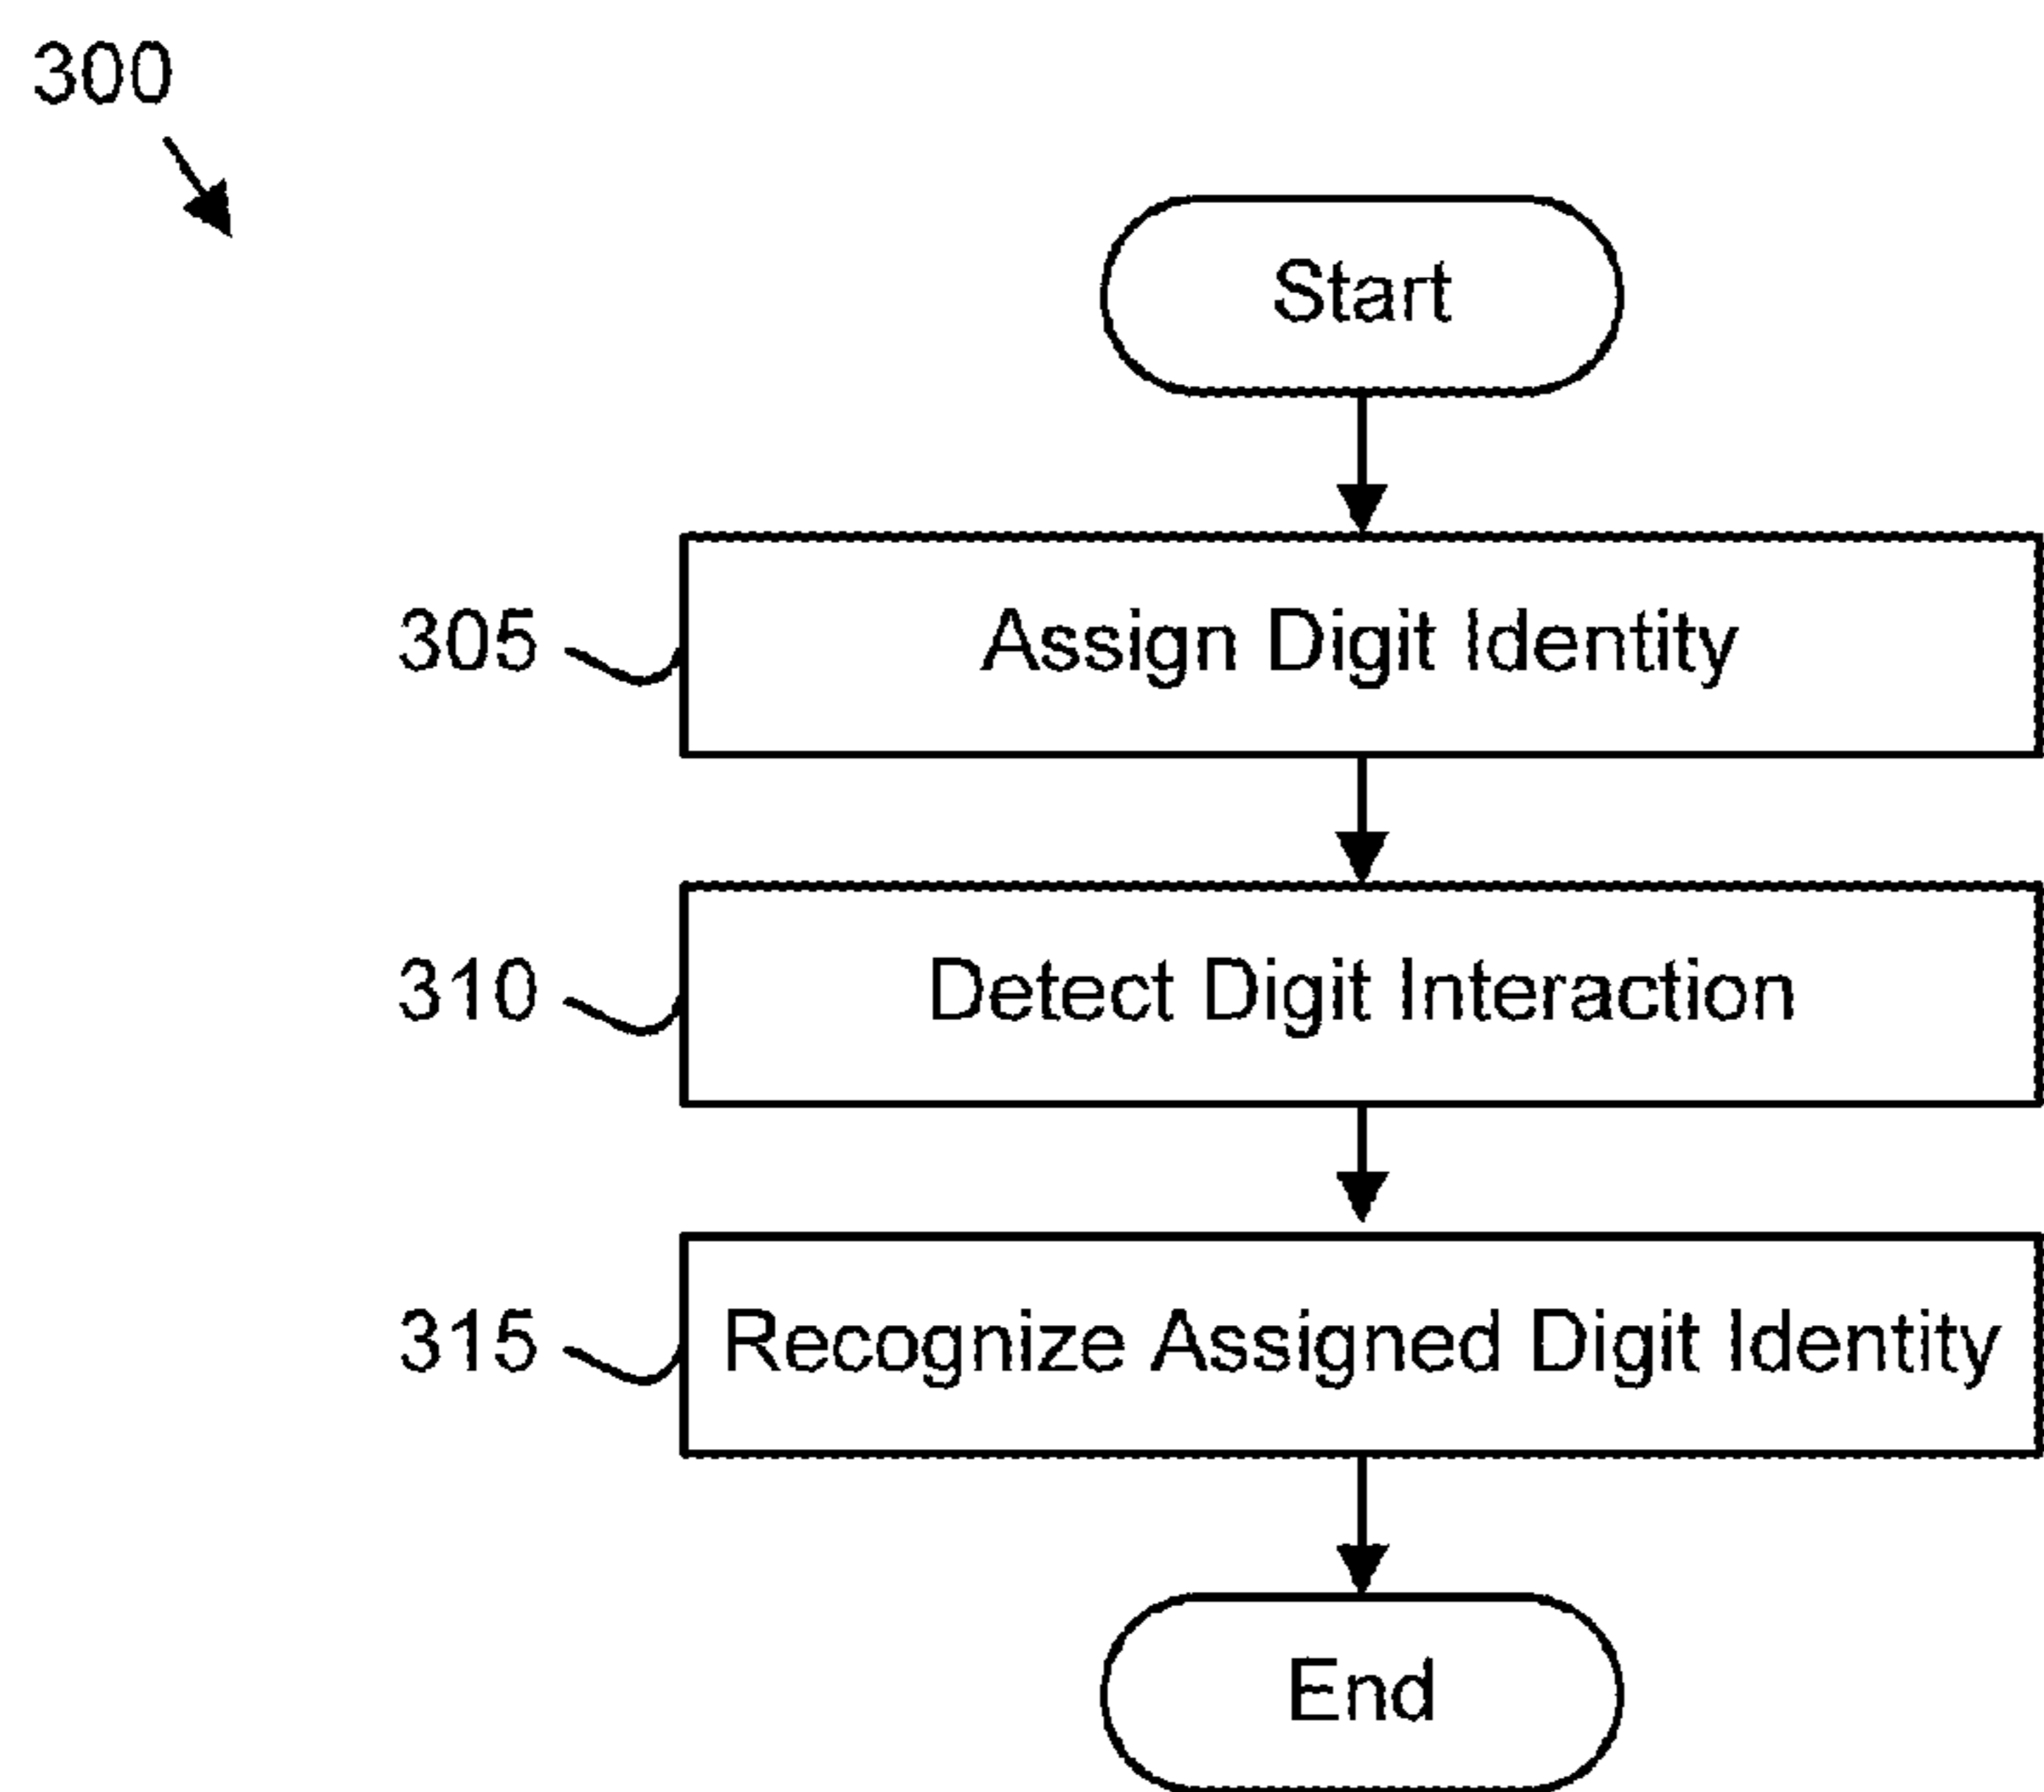 300
Start
305 Assign Digit Identity
310 Detect Digit Interaction
315 Recognize Assigned Digit Identity
End